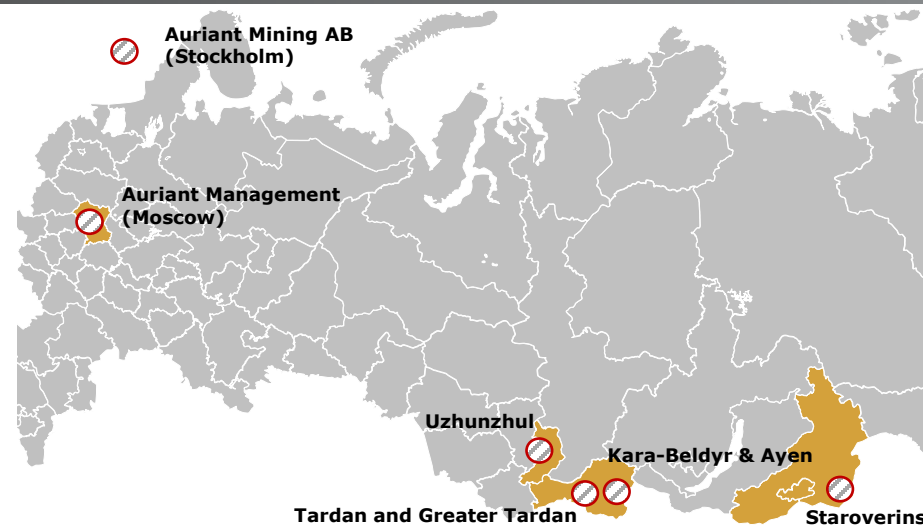 Auriant Mining AB
(Stockholm)
Auriant Management
(Moscow)
Uzhunzhul
Kara-Beldyr & Ayen
Tardan and Greater Tardan
Staroverins